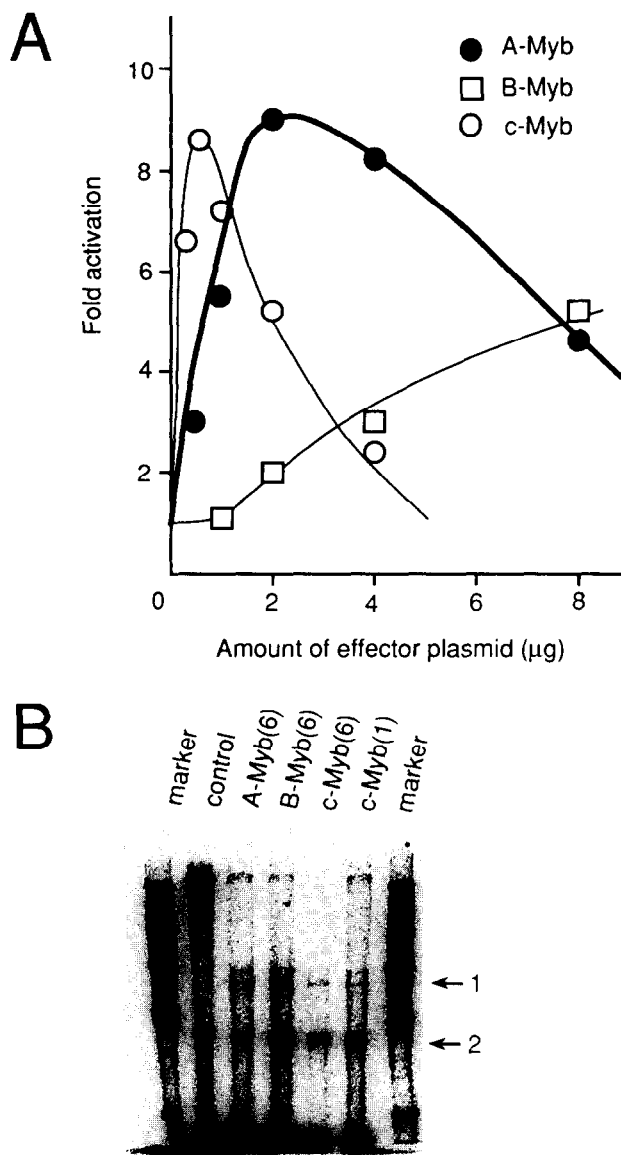 A
Fold activation
10
8
6
4
2
0
2
4
6
8
Amount of effector plasmid (µg)
A-Myb
B-Myb
c-Myb
B
marker
control
A-Myb(6)
B-Myb(6)
c-Myb(6)
c-Myb(1)
marker
1
2